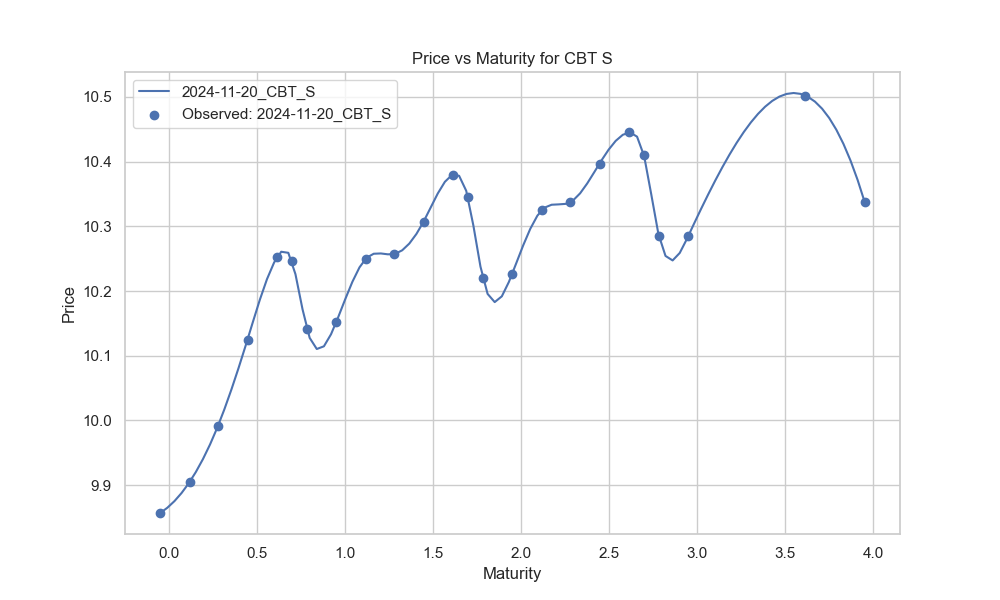 Price vs Maturity for CBT S
2024-11-20_CBT_S
Observed: 2024-11-20_CBT_S
10.5
10.4
10.3
10.2
10.1
10.0
9.9
Price
0.0 0.5 1.0 1.5 2.0 2.5 3.0 3.5 4.0
Maturity